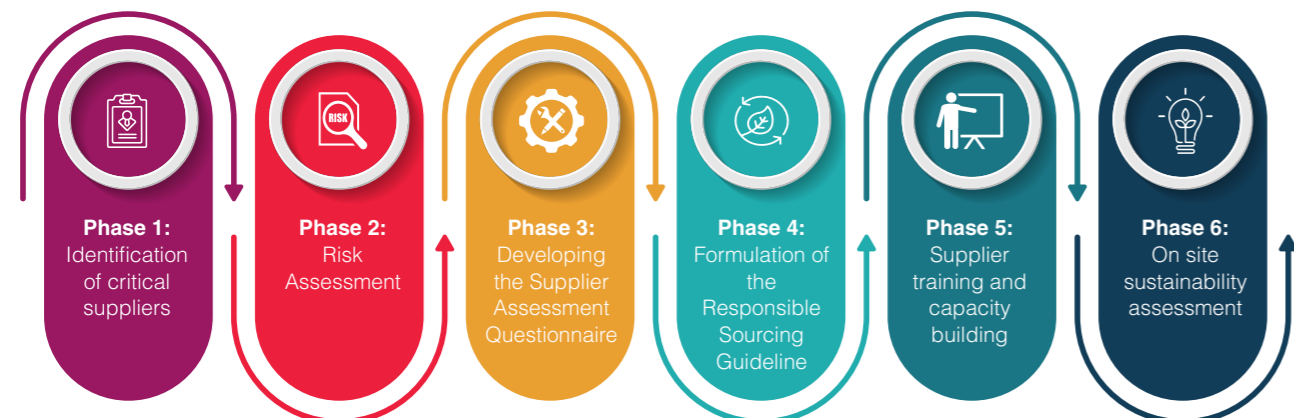 RISK
Phase 1:
Identification
of critical
suppliers
Phase 2:
Risk
Assessment
Phase 3:
Developing
the Supplier
Assessment
Questionnaire
Phase 4:
Formulation of
the
Responsible
Sourcing
Guideline
Phase 5:
Supplier
training and
capacity
building
Phase 6:
On site
sustainability
assessment